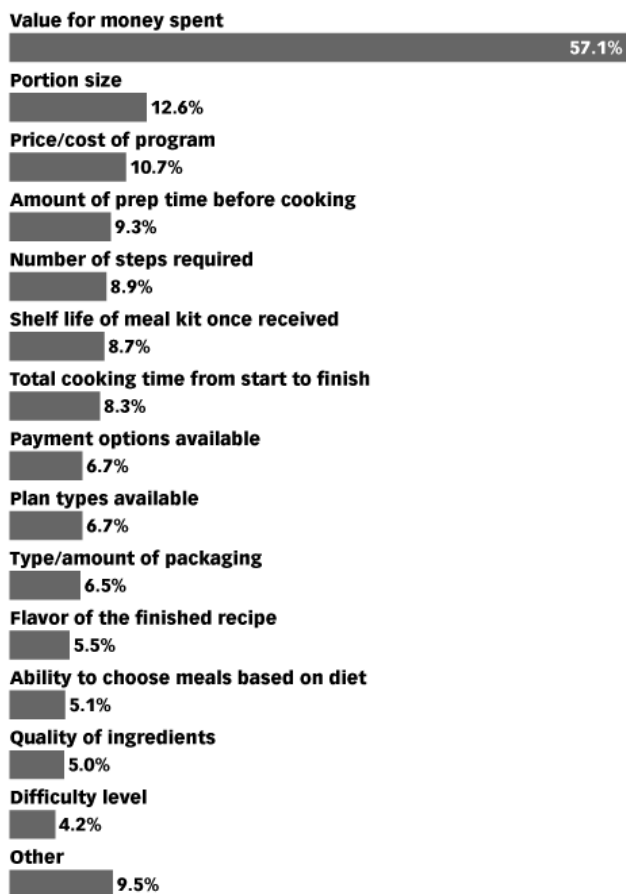 Value for money spent
57.1%
Portion size
12.6%
Price/cost of program
10.7%
Amount of prep time before cooking
9.3%
Number of steps required
8.9%
Shelf life of meal kit once received
8.7%
Total cooking time from start to finish
8.3%
Payment options available
6.7%
Plan types available
6.7%
Type/amount of packaging
6.5%
Flavor of the finished recipe
5.5%
Ability to choose meals based on diet
5.1%
Quality of ingredients
5.0%
Difficulty level
4.2%
Other
9.5%